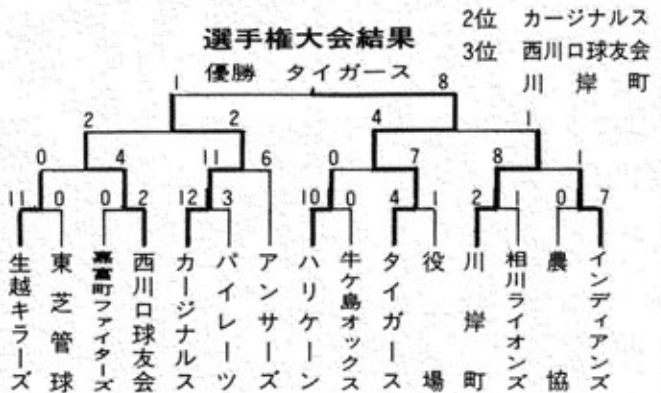 選手権大会結果
優勝 タイガース
2位 カージナルス
3位 西川口球友会
川岸町
1 8
2 2 4 1
0 4 11 6 0 7 8 1
11 0 0 2 12 3 10 0 4 1 2 1 0 7
生越キラーズ
東芝管球
嘉富町ファイターズ
西川口球友会
カージナルス
パイレーツ
アンサーズ
ハリケーン
牛ケ島オックス
タイガース
役場
川岸町
相川ライオンズ
農協
インディアンズ